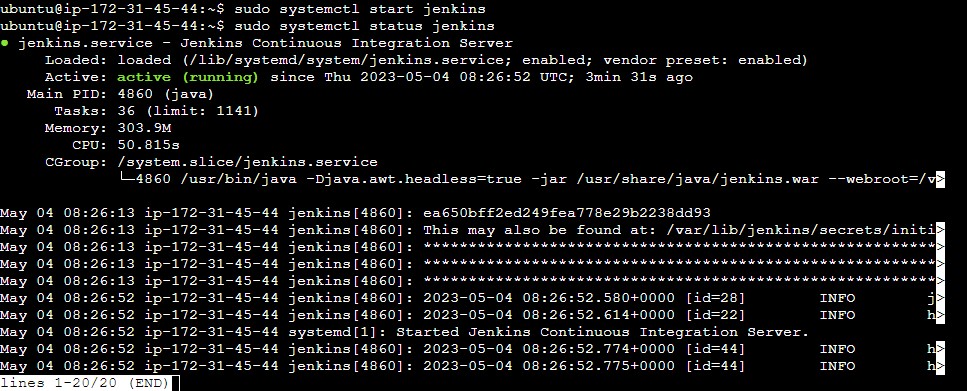 ubuntu@ip-172-31-45-44:~$ sudo systemctl start jenkins
ubuntu@ip-172-31-45-44:~$ sudo systemctl status jenkins
● jenkins.service - Jenkins Continuous Integration Server
     Loaded: loaded (/lib/systemd/system/jenkins.service; enabled; vendor preset: enabled)
     Active: active (running) since Thu 2023-05-04 08:26:52 UTC; 3min 31s ago
   Main PID: 4860 (java)
      Tasks: 36 (limit: 1141)
     Memory: 303.9M
        CPU: 50.815s
     CGroup: /system.slice/jenkins.service
             └─4860 /usr/bin/java -Djava.awt.headless=true -jar /usr/share/java/jenkins.war --webroot=/v>
May 04 08:26:13 ip-172-31-45-44 jenkins[4860]: ea650bff2ed249fea778e29b2238dd93
May 04 08:26:13 ip-172-31-45-44 jenkins[4860]: This may also be found at: /var/lib/jenkins/secrets/initi>
May 04 08:26:13 ip-172-31-45-44 jenkins[4860]: *********************************************************>
May 04 08:26:13 ip-172-31-45-44 jenkins[4860]: *********************************************************>
May 04 08:26:13 ip-172-31-45-44 jenkins[4860]: *********************************************************>
May 04 08:26:52 ip-172-31-45-44 jenkins[4860]: 2023-05-04 08:26:52.580+0000 [id=28]        INFO        j>
May 04 08:26:52 ip-172-31-45-44 jenkins[4860]: 2023-05-04 08:26:52.614+0000 [id=22]        INFO        h>
May 04 08:26:52 ip-172-31-45-44 systemd[1]: Started Jenkins Continuous Integration Server.
May 04 08:26:52 ip-172-31-45-44 jenkins[4860]: 2023-05-04 08:26:52.774+0000 [id=44]        INFO        h>
May 04 08:26:52 ip-172-31-45-44 jenkins[4860]: 2023-05-04 08:26:52.775+0000 [id=44]        INFO        h>
lines 1-20/20 (END)